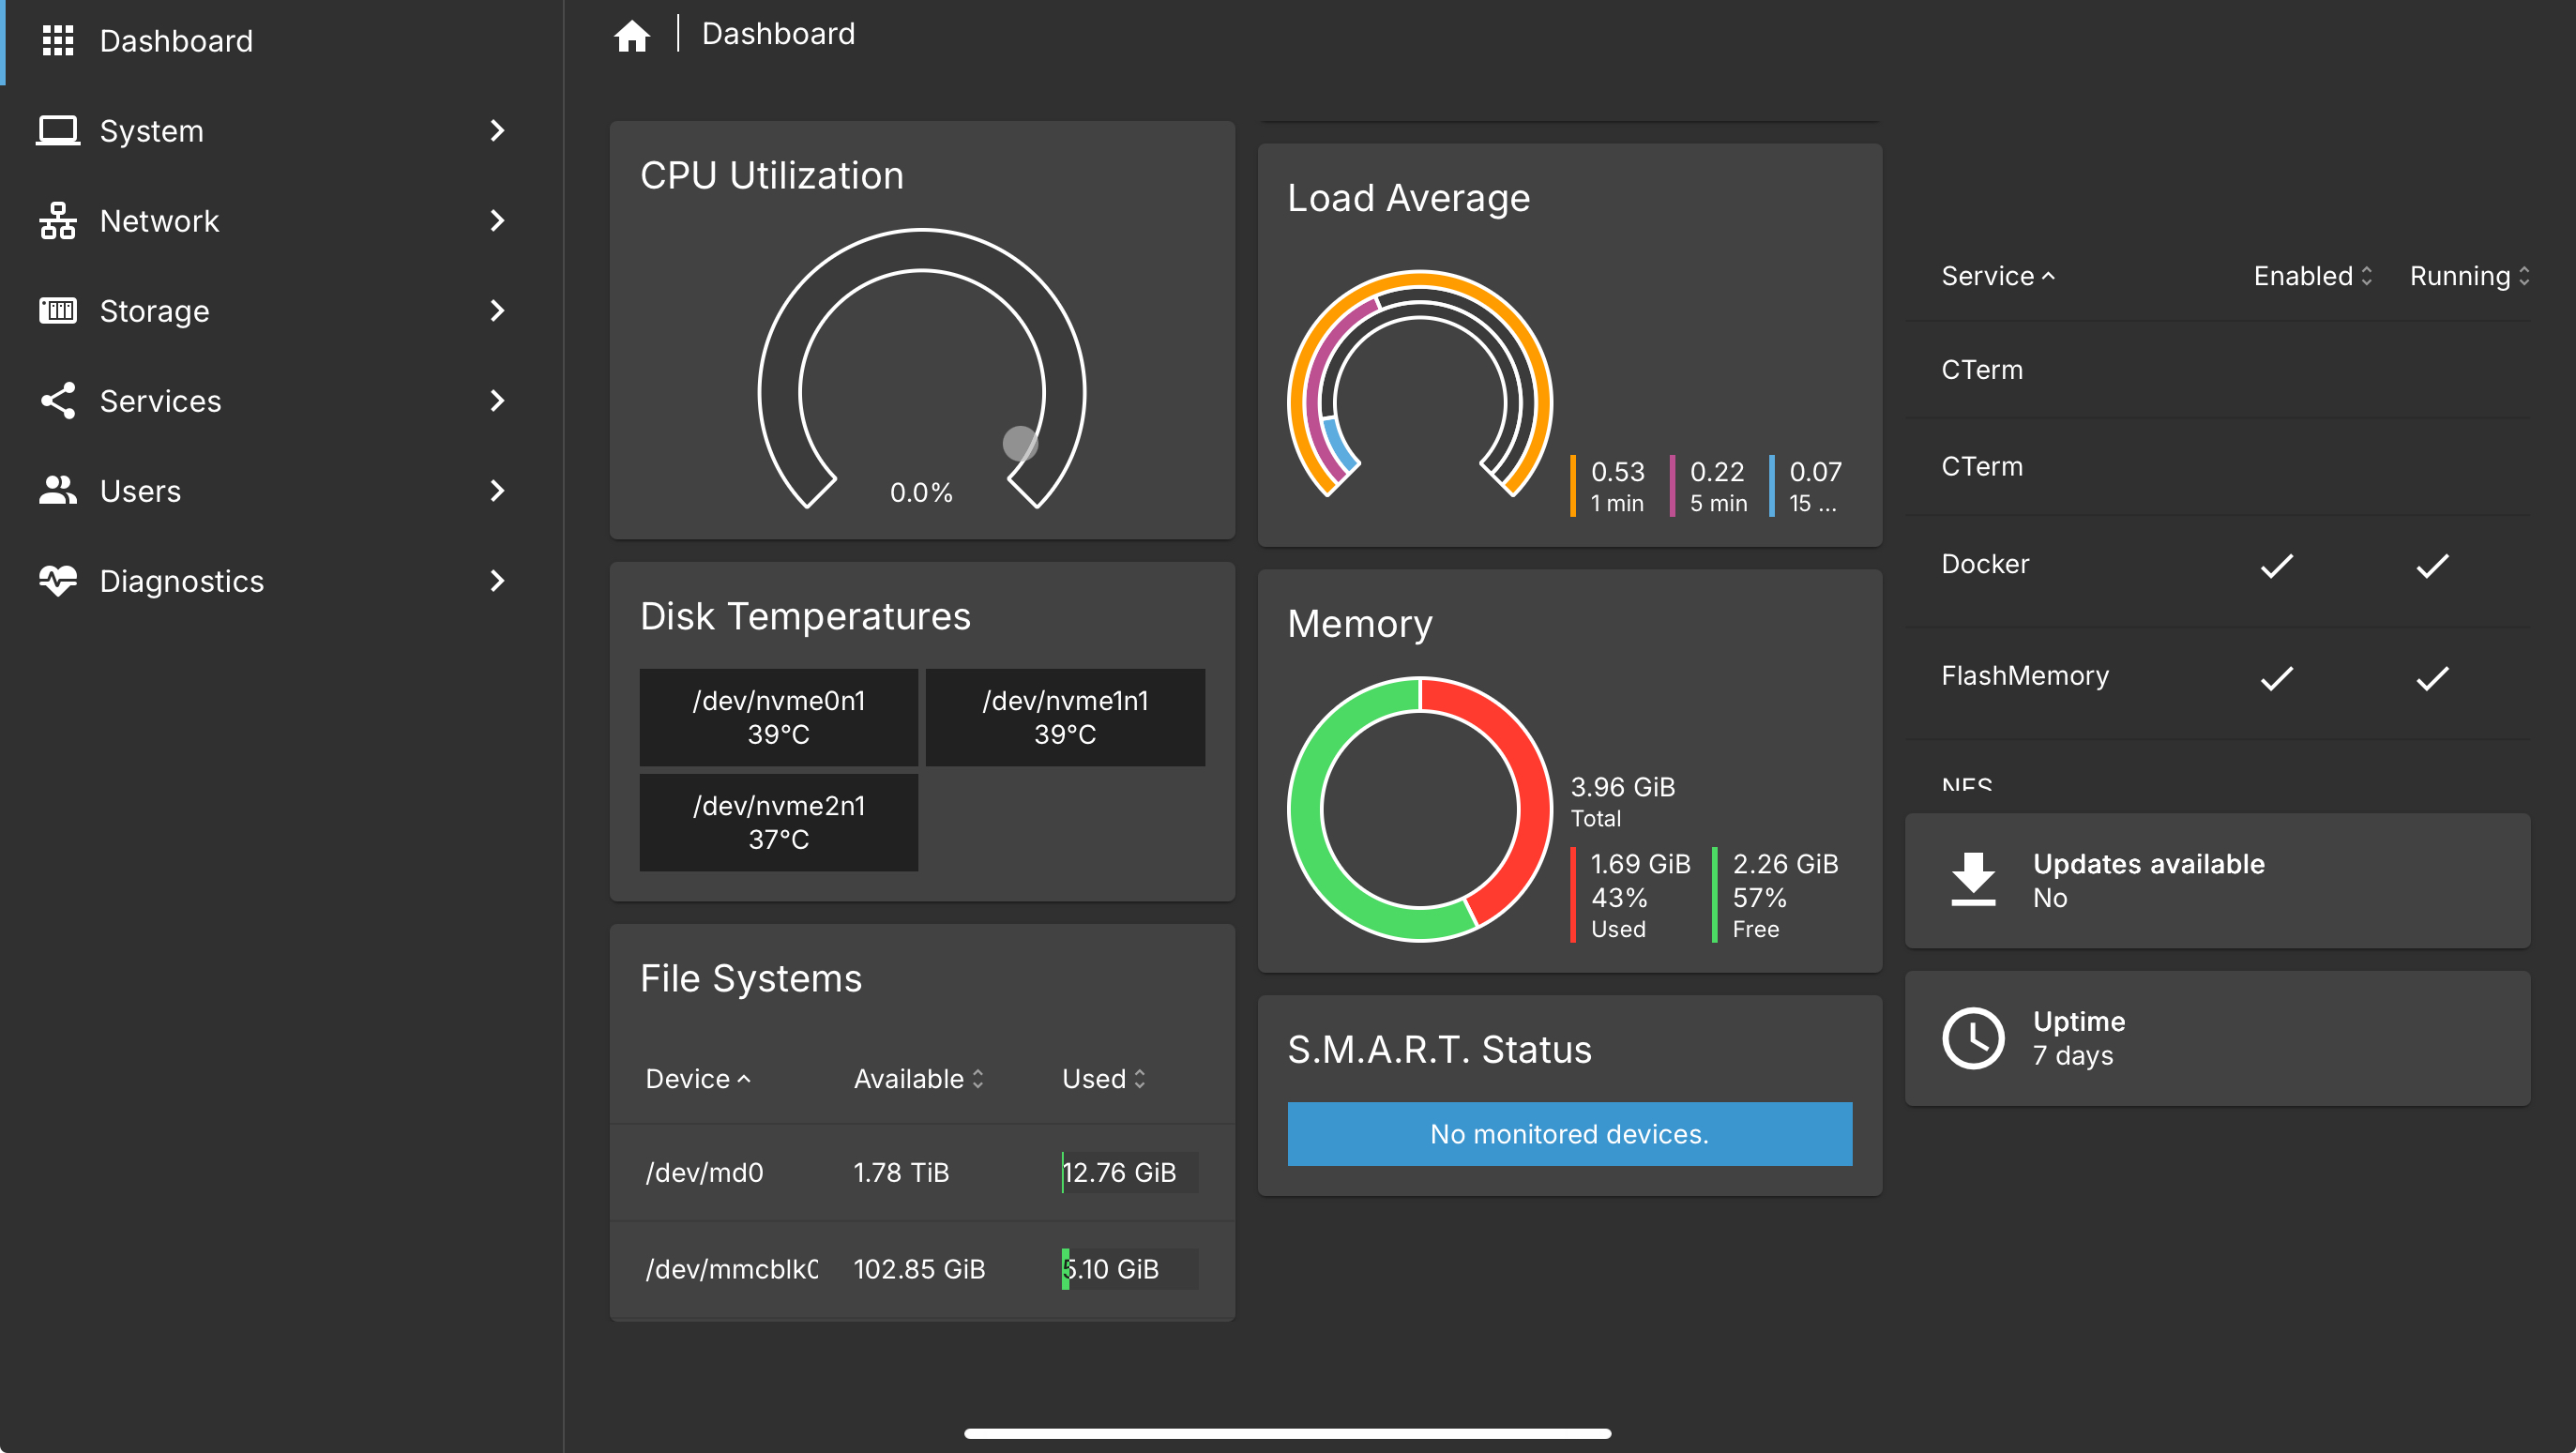 Dashboard
System
Network
Storage
Services
Users
Diagnostics
Dashboard
CPU Utilization
0.0%
Disk Temperatures
/dev/nvme0n1
39°C
/dev/nvme1n1
39°C
/dev/nvme2n1
37°C
File Systems
Device Available Used
/dev/md0 1.78 TiB 12.76 GiB
/dev/mmcblk0 102.85 GiB 5.10 GiB
Load Average
0.53 0.22 0.07
1 min 5 min 15 ...
Memory
3.96 GiB
Total
1.69 GiB 2.26 GiB
43% 57%
Used Free
S.M.A.R.T. Status
No monitored devices.
Service Enabled Running
CTerm
CTerm
Docker
FlashMemory
NFS
Updates available
No
Uptime
7 days